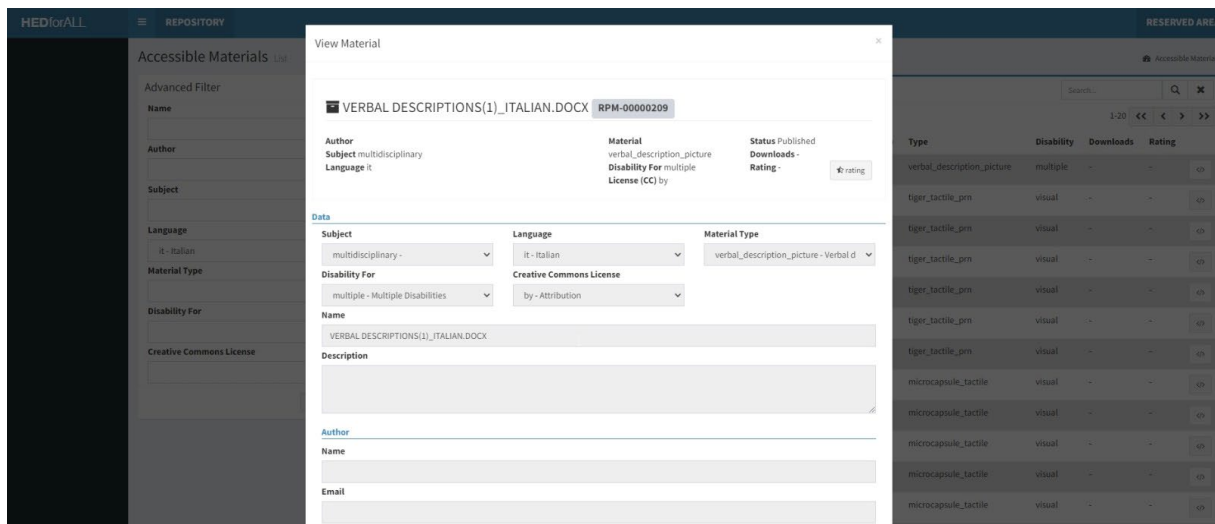 HEDforALL
REPOSITORY
RESERVED ARE
Accessible Materials List
Accessible Materia
Advanced Filter
Name
Author
Subject
Language
it - Italian
Material Type
Disability For
Creative Commons License
View Material
×
VERBAL DESCRIPTIONS(1)_ITALIAN.DOCX RPM-00000209
Author
Subject multidisciplinary
Language it
Material
verbal_description_picture
Disability For multiple
License (CC) by
Status Published
Downloads -
Rating -
rating
Data
Subject Language Material Type
multidisciplinary - it - Italian verbal_description_picture - Verbal d
Disability For Creative Commons License
multiple - Multiple Disabilities by - Attribution
Name
VERBAL DESCRIPTIONS(1)_ITALIAN.DOCX
Description
Author
Name
Email
Search...
1-20 << < > >>
Type Disability Downloads Rating
verbal_description_picture multiple - -
tiger_tactile_prn visual - -
tiger_tactile_prn visual - -
tiger_tactile_prn visual - -
tiger_tactile_prn visual - -
tiger_tactile_prn visual - -
tiger_tactile_prn visual - -
microcapsule_tactile visual - -
microcapsule_tactile visual - -
microcapsule_tactile visual - -
microcapsule_tactile visual - -
microcapsule_tactile visual - -